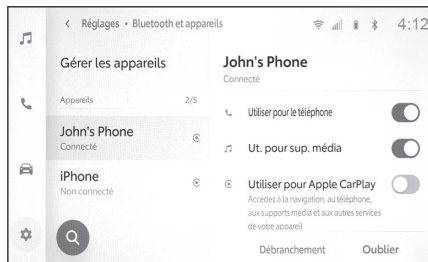 < Réglages • Bluetooth et appareils
4:12
Gérer les appareils
Appareils 2/5
John's Phone
Connecté
iPhone
Non connecté
John's Phone
Connecté
Utiliser pour le téléphone
Ut. pour sup. média
Utiliser pour Apple CarPlay
Accédez à la navigation, au téléphone,
aux supports média et aux autres services
de votre appareil
Débranchement Oublier